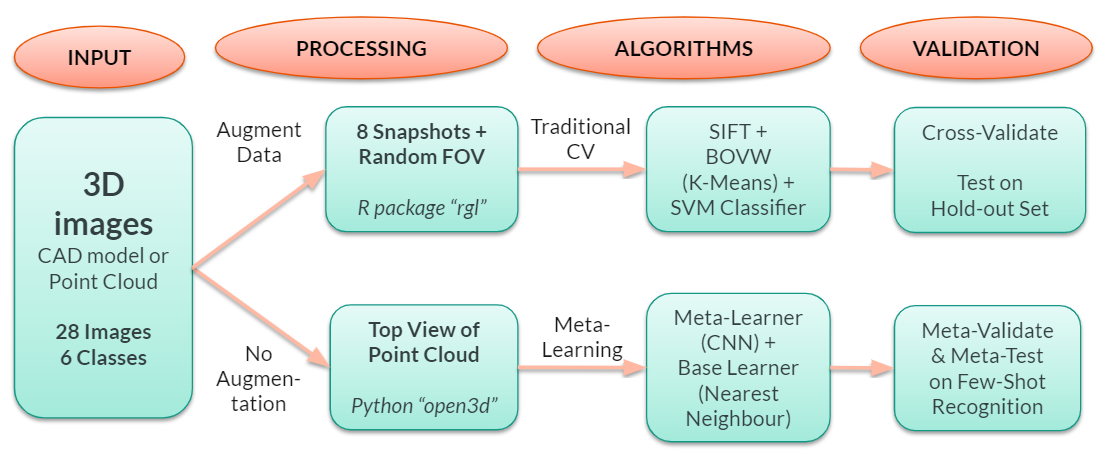 INPUT
PROCESSING
ALGORITHMS
VALIDATION
3D
images
CAD model or
Point Cloud
28 Images
6 Classes
Augment
Data
8 Snapshots +
Random FOV
R package “rgl”
Traditional
CV
SIFT +
BOVW
(K-Means) +
SVM Classifier
Cross-Validate
Test on
Hold-out Set
No
Augmen-
tation
Top View of
Point Cloud
Python “open3d”
Meta-
Learning
Meta-Learner
(CNN) +
Base Learner
(Nearest
Neighbour)
Meta-Validate
& Meta-Test
on Few-Shot
Recognition